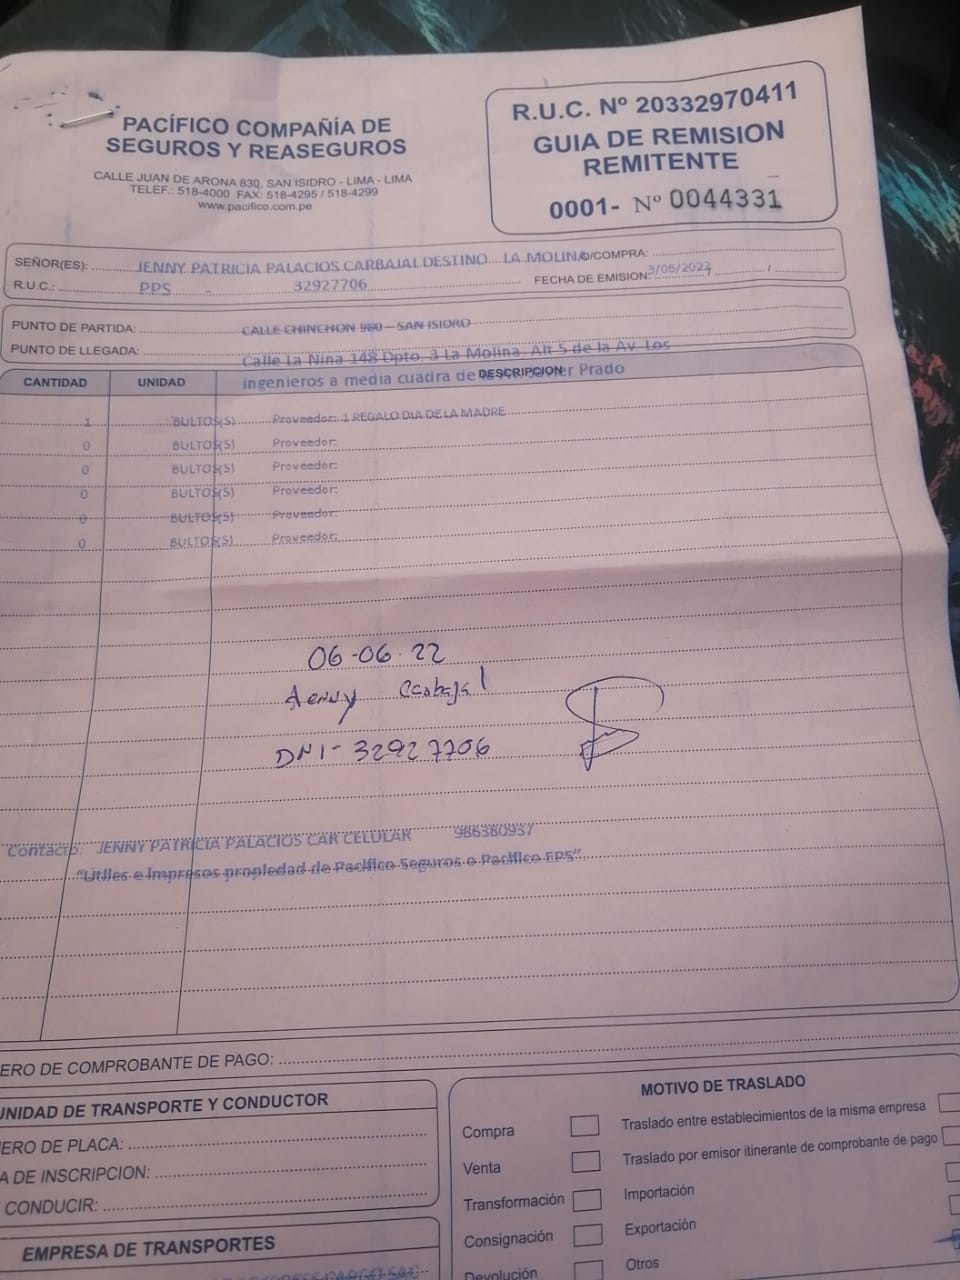 PACÍFICO COMPAÑÍA DE
SEGUROS Y REASEGUROS
CALLE JUAN DE ARONA 830, SAN ISIDRO - LIMA - LIMA
TELEF.: 518-4000 FAX: 518-4295 / 518-4299
www.pacifico.com.pe
R.U.C. Nº 20332970411
GUIA DE REMISION
REMITENTE
0001- Nº 0044331
SEÑOR(ES): JENNY PATRICIA PALACIOS CARBAJAL DESTINO LA MOLINA O/COMPRA:
R.U.C.: PPS - 32927706 FECHA DE EMISION: 3/06/2022 /
PUNTO DE PARTIDA: CALLE CHINCHON 980 - SAN ISIDRO
PUNTO DE LLEGADA: Calle La Nina 148 Dpto. 3 La Molina, Alt 5 de la Av. Los
CANTIDAD UNIDAD DESCRIPCION
ingenieros a media cuadra de Prado
1 BULTOS(S) Proveedor: 1 REGALO DIA DE LA MADRE
0 BULTOS(S) Proveedor:
0 BULTOS(S) Proveedor:
0 BULTOS(S) Proveedor:
0 BULTOS(S) Proveedor:
0 BULTOS(S) Proveedor:
06-06-22
Jenny Carbajal
DNI- 32927706
Contacto: JENNY PATRICIA PALACIOS CAR CELULAR 986380937
"Utiles e Impresos propiedad de Pacifico Seguros o Pacifico EPS"
ERO DE COMPROBANTE DE PAGO:
UNIDAD DE TRANSPORTE Y CONDUCTOR
ERO DE PLACA:
A DE INSCRIPCION:
CONDUCIR:
EMPRESA DE TRANSPORTES
MOTIVO DE TRASLADO
Compra
Venta
Transformación
Consignación
Devolución
Traslado entre establecimientos de la misma empresa
Traslado por emisor itinerante de comprobante de pago
Importación
Exportación
Otros